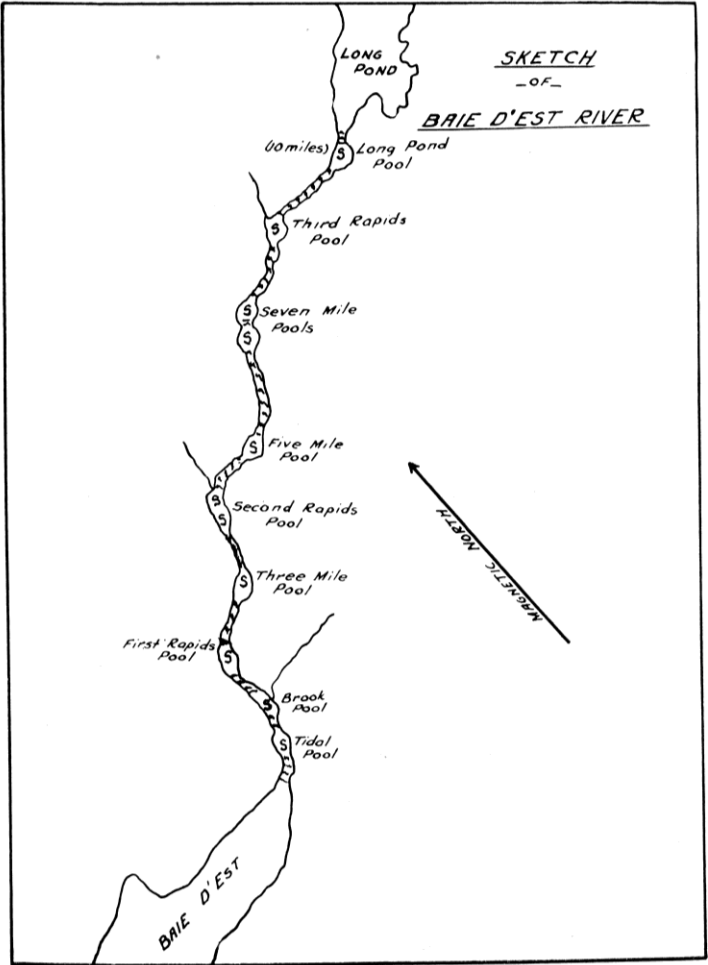 LONG
POND
SKETCH
_OF_
BAIE D'EST RIVER
(10 miles)
S
Long Pond
Pool
S
Third Rapids
Pool
S
Seven Mile
Pools
S
S
Five Mile
Pool
S
S
Second Rapids
Pool
MAGNETIC NORTH
S
Three Mile
Pool
First Rapids
Pool
S
S
Brook
Pool
S
Tidal
Pool
BAIE D'EST